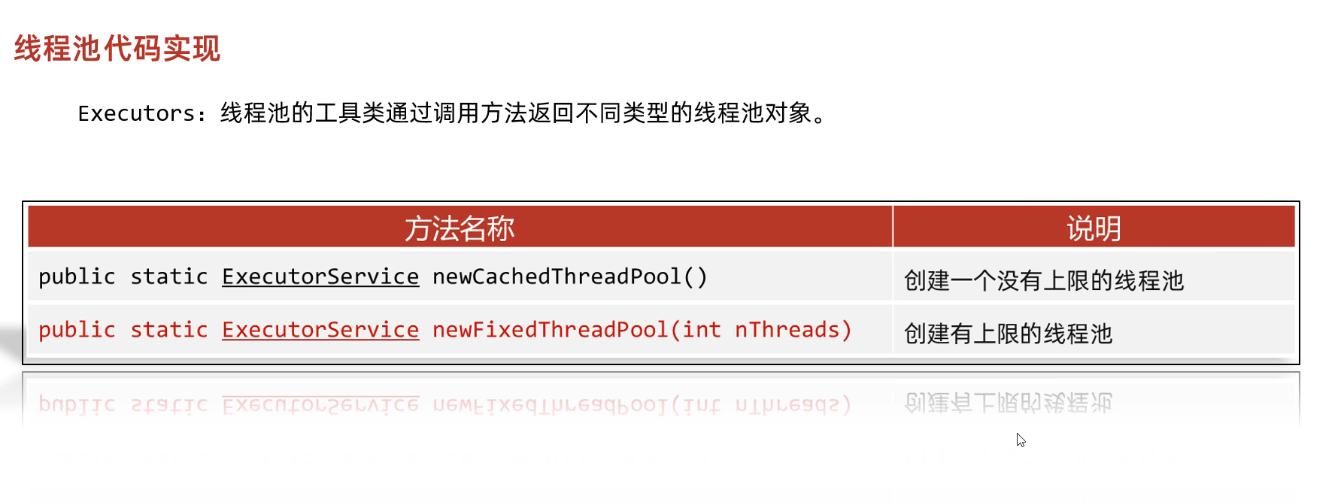 线程池代码实现
Executors：线程池的工具类通过调用方法返回不同类型的线程池对象。
方法名称 说明
public static ExecutorService newCachedThreadPool() 创建一个没有上限的线程池
public static ExecutorService newFixedThreadPool(int nThreads) 创建有上限的线程池